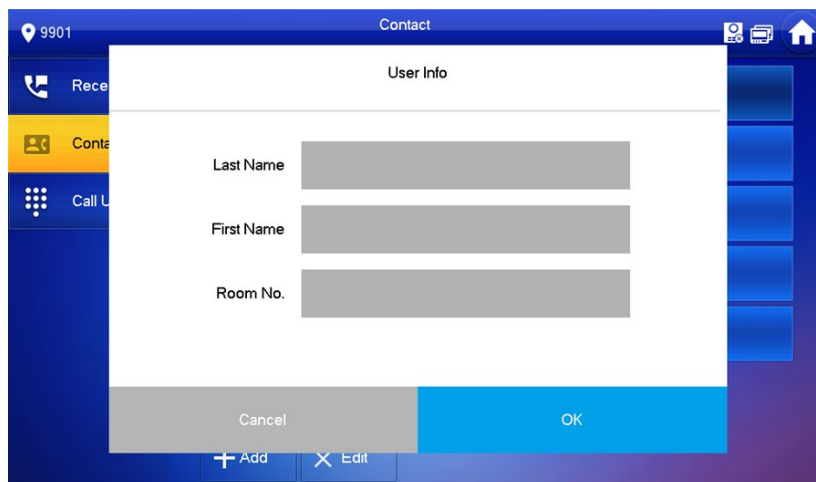 9901
Contact
Rece
Conta
Call U
User Info
Last Name
First Name
Room No.
Cancel
OK
Add
Edit